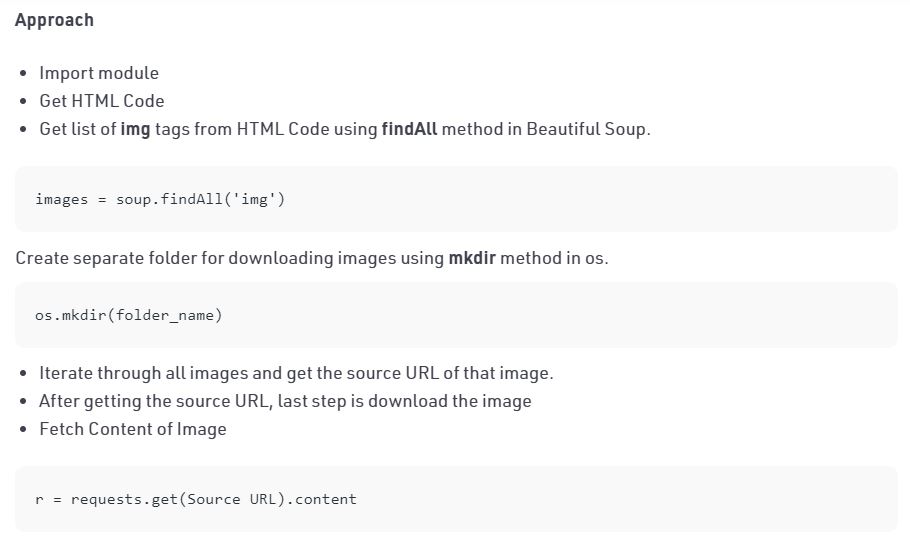 Approach
• Import module
• Get HTML Code
• Get list of img tags from HTML Code using findAll method in Beautiful Soup.
images = soup.findAll('img')
Create separate folder for downloading images using mkdir method in os.
os.mkdir(folder_name)
• Iterate through all images and get the source URL of that image.
• After getting the source URL, last step is download the image
• Fetch Content of Image
r = requests.get(Source URL).content